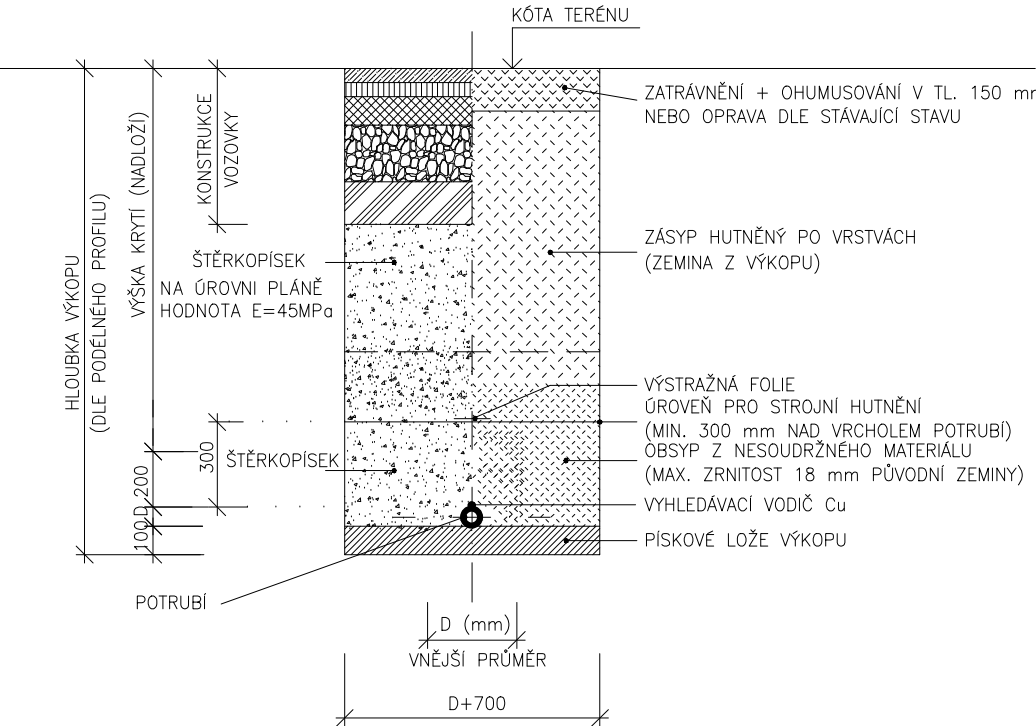 KÓTA TERÉNU
ZATRÁVNĚNÍ + OHUMUSOVÁNÍ V TL. 150 mm
NEBO OPRAVA DLE STÁVAJÍCÍ STAVU
KONSTRUKCE
VOZOVKY
VÝŠKA KRYTÍ (NADLOŽÍ)
HLOUBKA VÝKOPU
(DLE PODÉLNÉHO PROFILU)
ŠTĚRKOPÍSEK
NA ÚROVNI PLÁNĚ
HODNOTA E=45MPa
ZÁSYP HUTNĚNÝ PO VRSTVÁCH
(ZEMINA Z VÝKOPU)
VÝSTRAŽNÁ FOLIE
ÚROVEŇ PRO STROJNÍ HUTNĚNÍ
(MIN. 300 mm NAD VRCHOLEM POTRUBÍ)
OBSYP Z NESOUDRŽNÉHO MATERIÁLU
(MAX. ZRNITOST 18 mm PŮVODNÍ ZEMINY)
300
ŠTĚRKOPÍSEK
200
D
100
VYHLEDÁVACÍ VODIČ Cu
PÍSKOVÉ LOŽE VÝKOPU
POTRUBÍ
D (mm)
VNĚJŠÍ PRŮMĚR
D+700